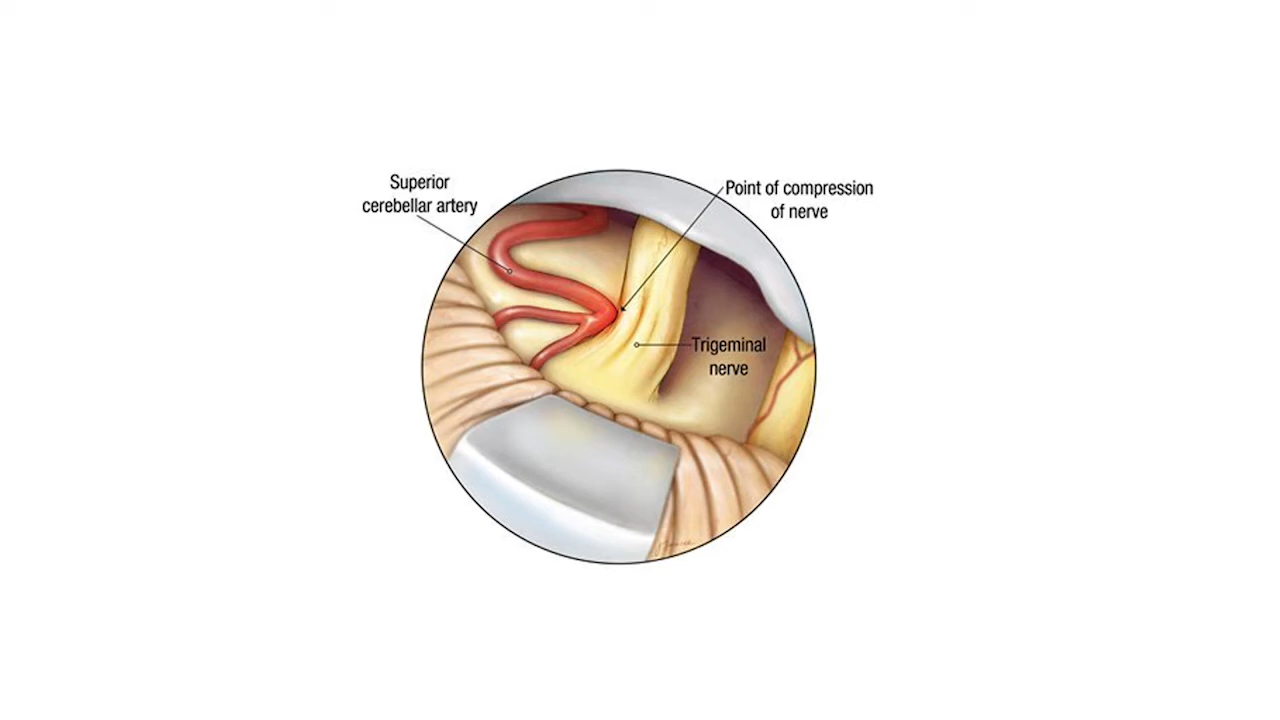 Superior
cerebellar artery
Point of compression
of nerve
Trigeminal
nerve